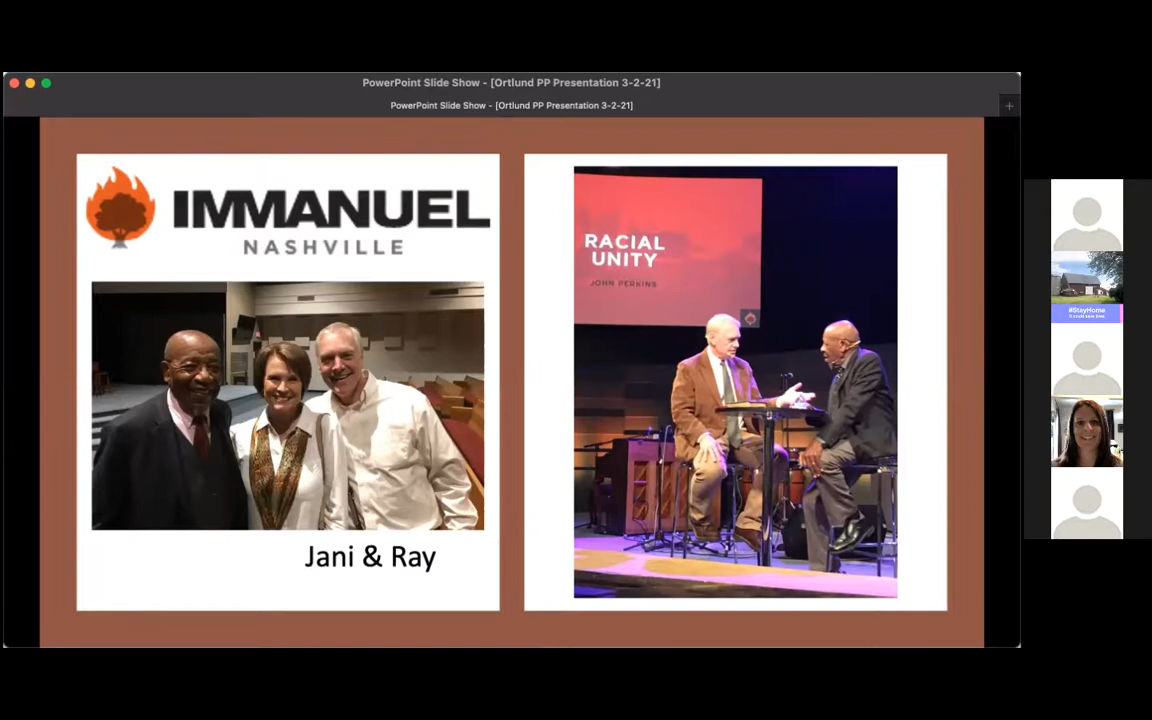 PowerPoint Slide Show - [Ortlund PP Presentation 3-2-21]
PowerPoint Slide Show - [Ortlund PP Presentation 3-2-21]
IMMANUEL
NASHVILLE
Jani & Ray
RACIAL
UNITY
JOHN PERKINS
#StayHome